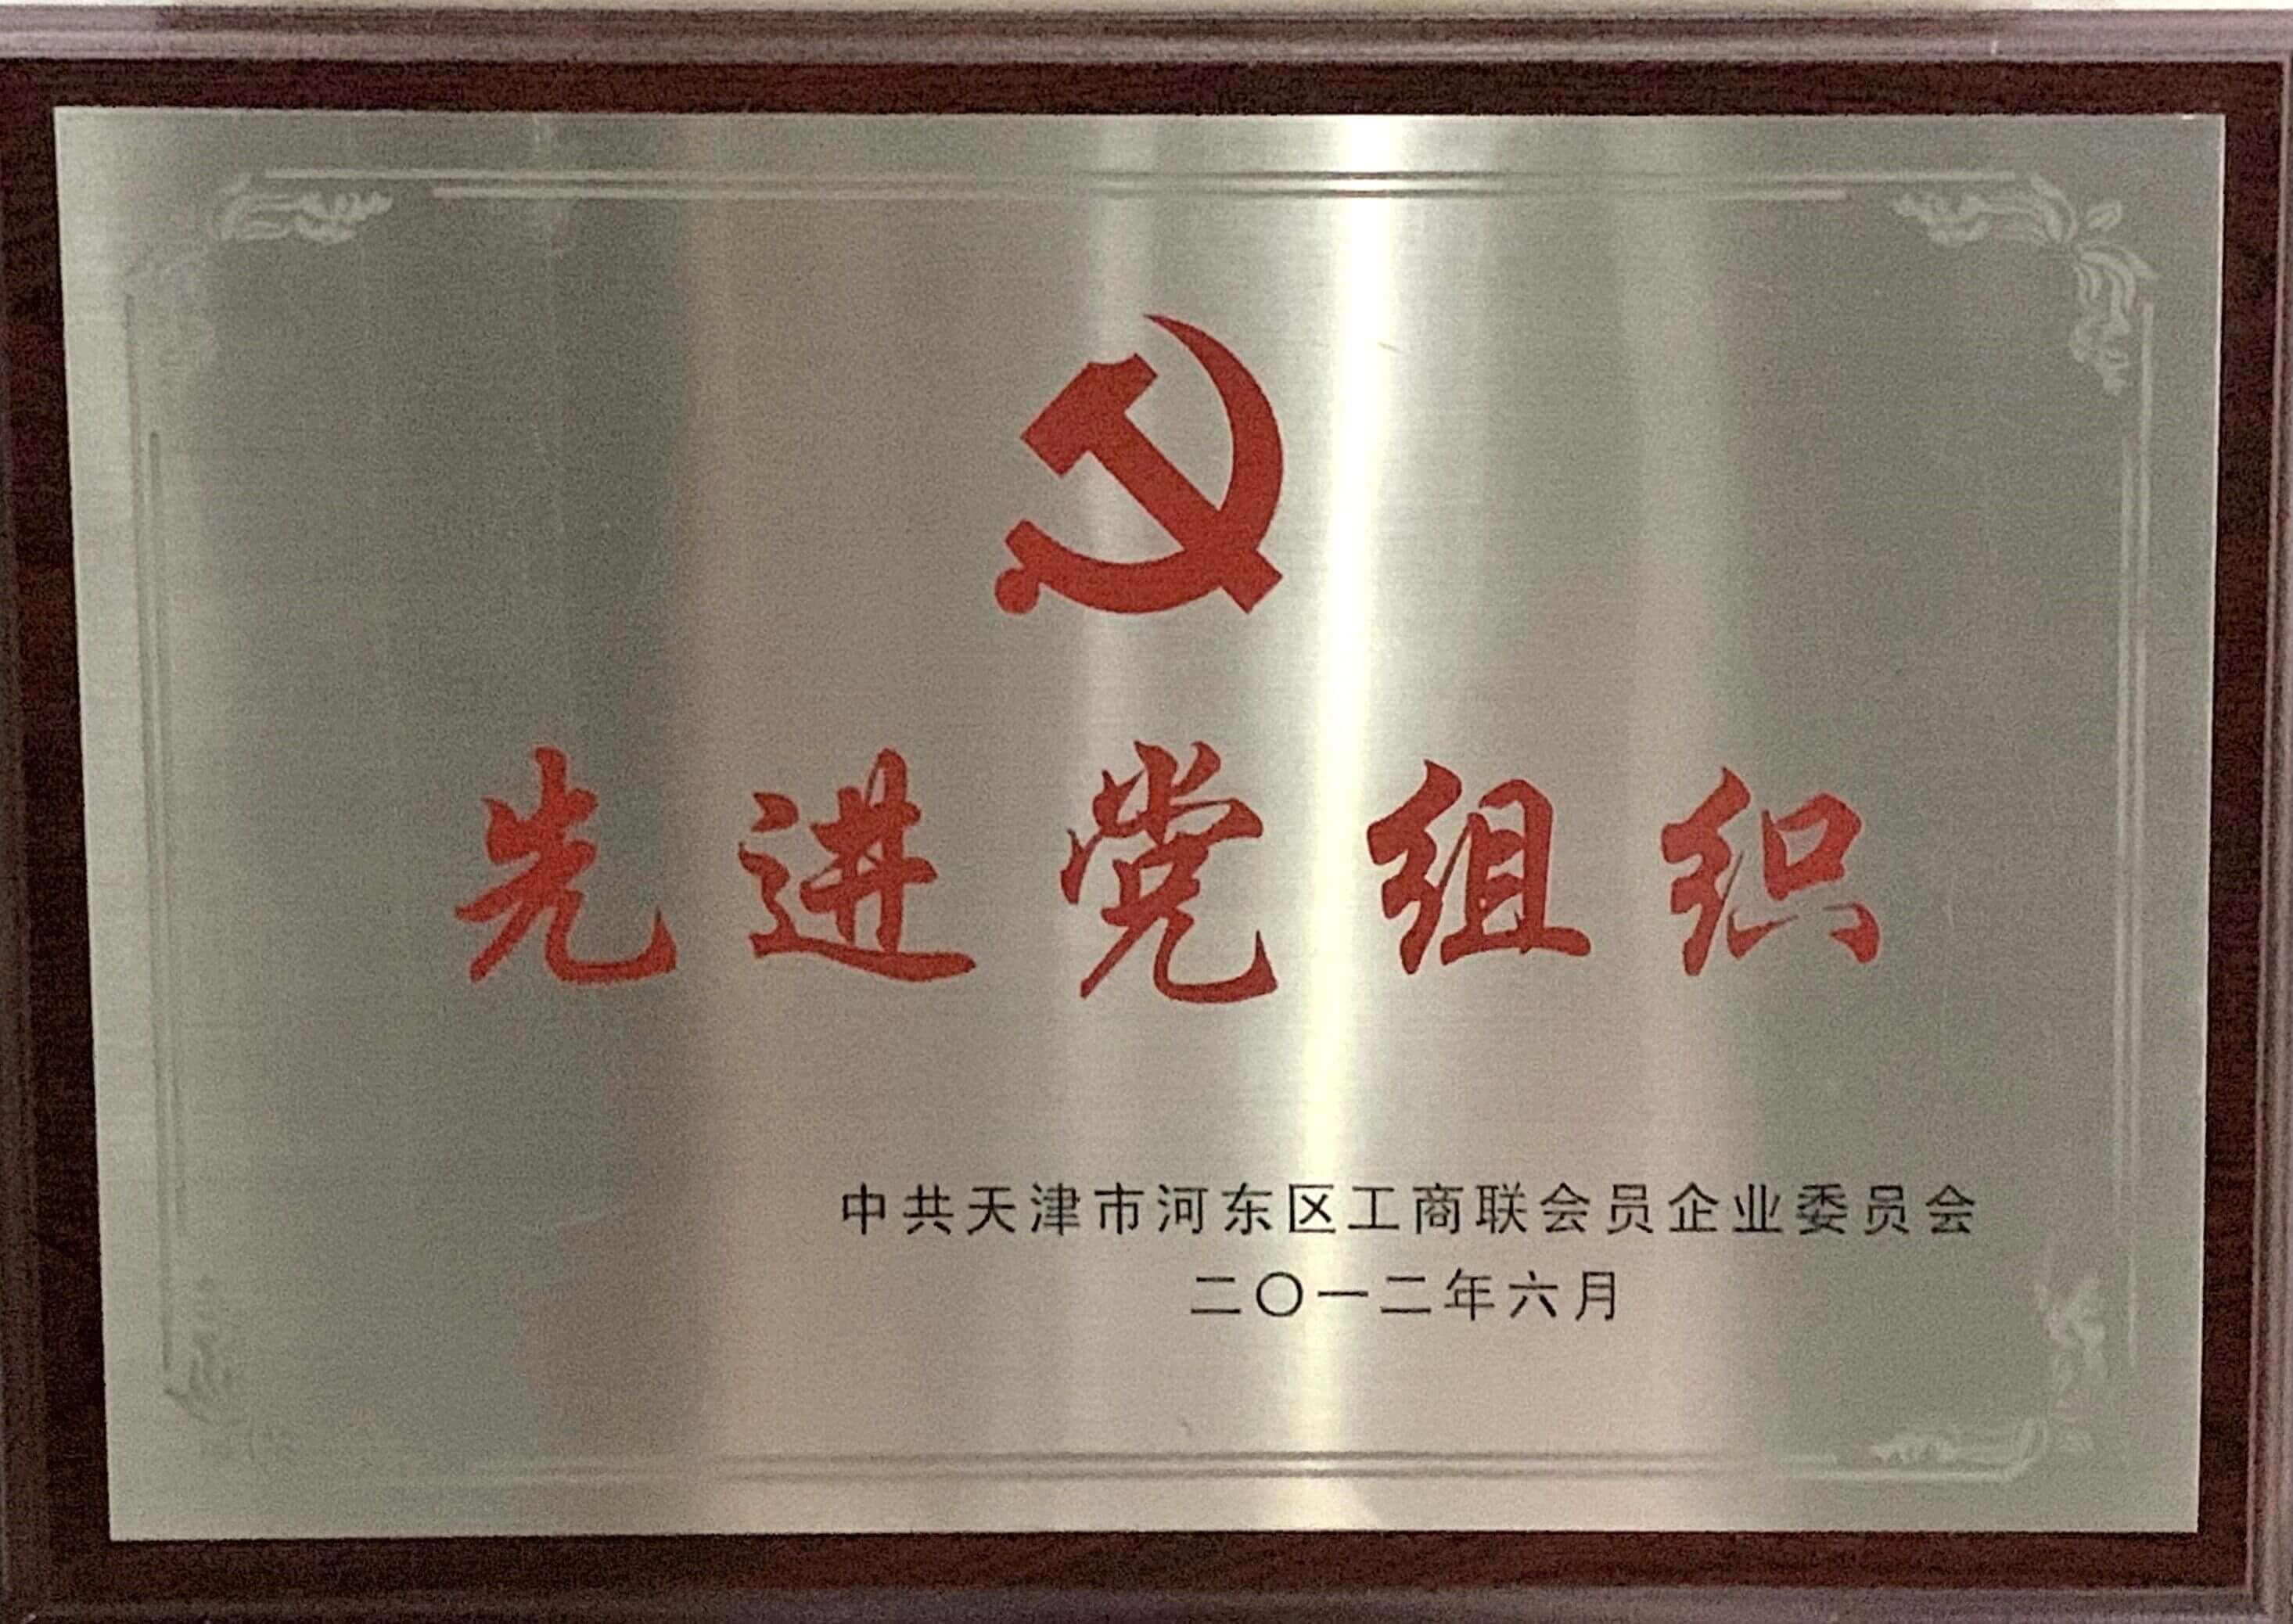 先进党组织
中共天津市河东区工商联会员企业委员会
二〇一二年六月